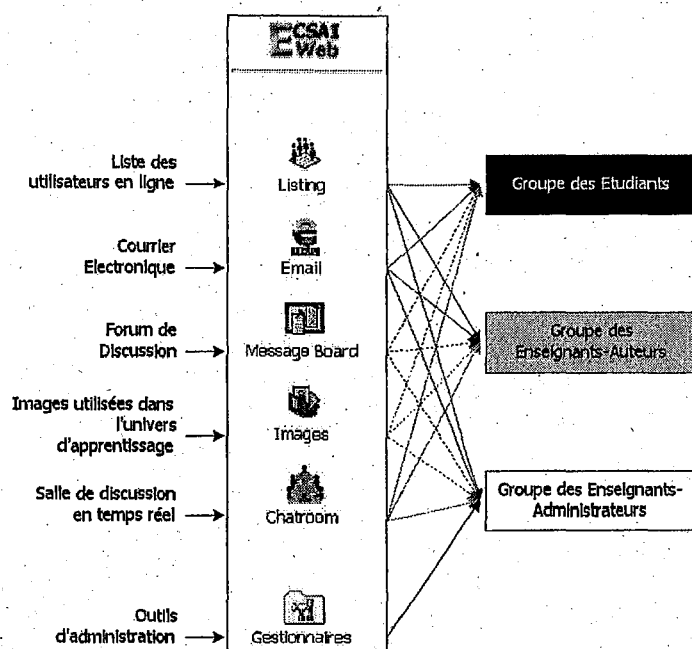 ECSAI
Web
Liste des
utilisateurs en ligne
Listing
Groupe des Etudiants
Courrier
Electronique
Email
Forum de
Discussion
Message Board
Groupe des
Enseignants-Auteurs
Images utilisées dans
l'univers
d'apprentissage
Images
Salle de discussion
en temps réel
Chatroom
Groupe des Enseignants-
Administrateurs
Outils
d'administration
Gestionnaires